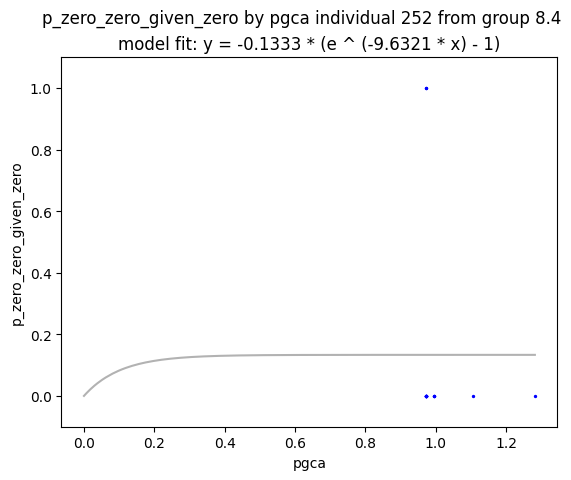 p_zero_zero_given_zero by pgca individual 252 from group 8.4
model fit: y = -0.1333 * (e ^ (-9.6321 * x) - 1)
1.0
0.8
0.6
0.4
0.2
0.0
p_zero_zero_given_zero
0.0 0.2 0.4 0.6 0.8 1.0 1.2
pgca